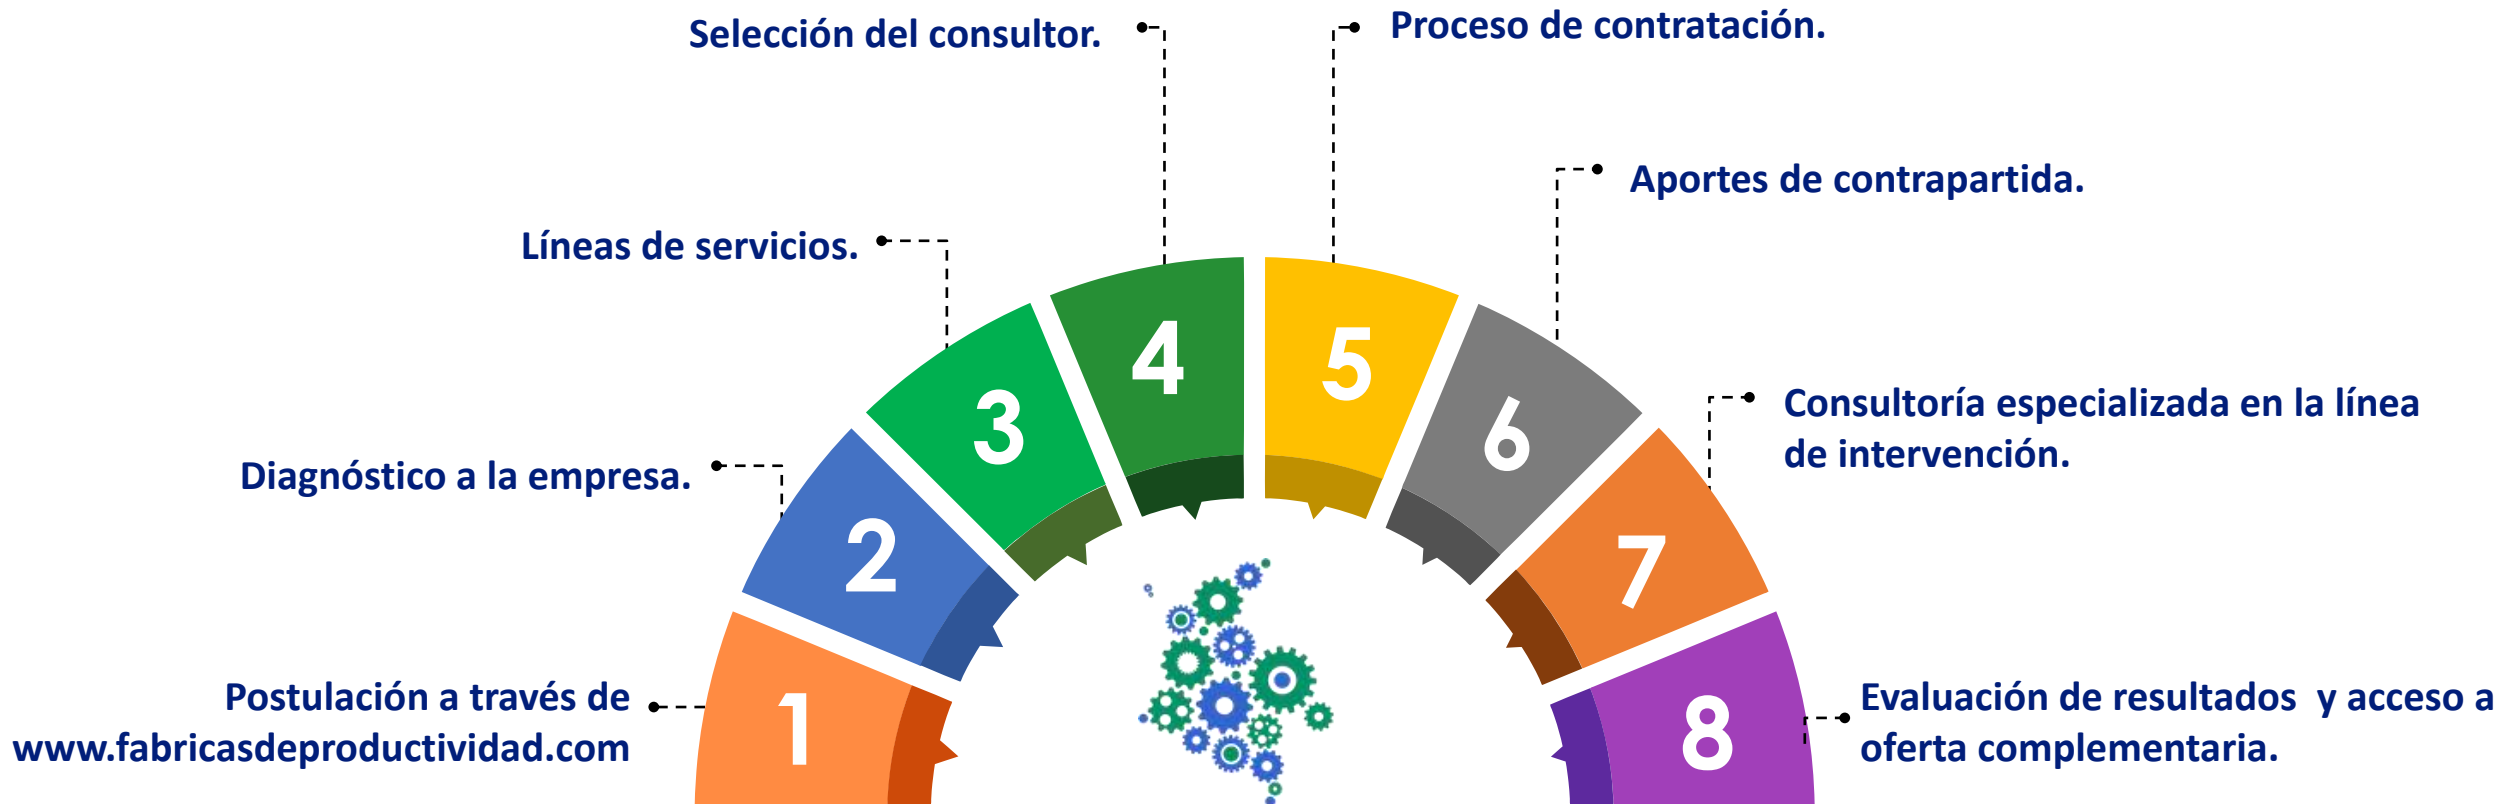 1
Postulación a través de
www.fabricasdeproductividad.com
2
Diagnóstico a la empresa.
3
Líneas de servicios.
4
Selección del consultor.
5
Proceso de contratación.
6
Aportes de contrapartida.
7
Consultoría especializada en la línea
de intervención.
8
Evaluación de resultados  y acceso a
oferta complementaria.